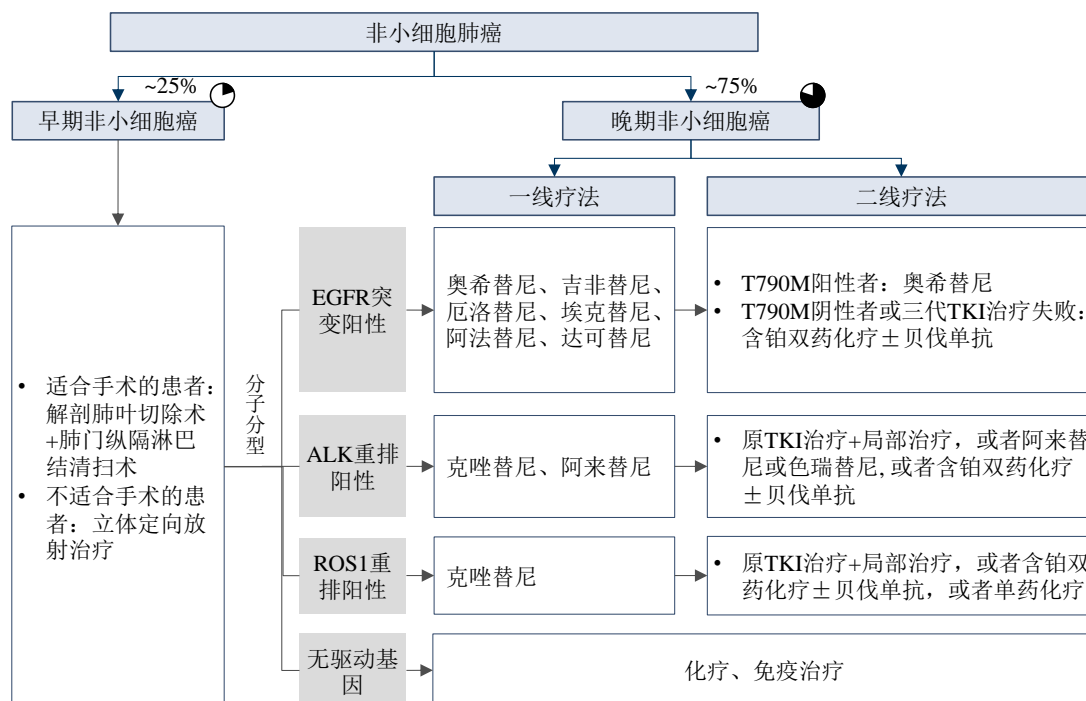 非小细胞肺癌
~25%
~75%
早期非小细胞癌
晚期非小细胞癌
一线疗法
二线疗法
• 适合手术的患者：
解剖肺叶切除术
+肺门纵隔淋巴
结清扫术
• 不适合手术的患
者：立体定向放
射治疗
分子分型
EGFR突
变阳性
奥希替尼、吉非替尼、
厄洛替尼、埃克替尼、
阿法替尼、达可替尼
• T790M阳性者：奥希替尼
• T790M阴性者或三代TKI治疗失败：
含铂双药化疗±贝伐单抗
ALK重排
阳性
克唑替尼、阿来替尼
• 原TKI治疗+局部治疗，或者阿来替
尼或色瑞替尼, 或者含铂双药化疗
±贝伐单抗
ROS1重
排阳性
克唑替尼
• 原TKI治疗+局部治疗，或者含铂双
药化疗±贝伐单抗，或者单药化疗
无驱动基
因
化疗、免疫治疗